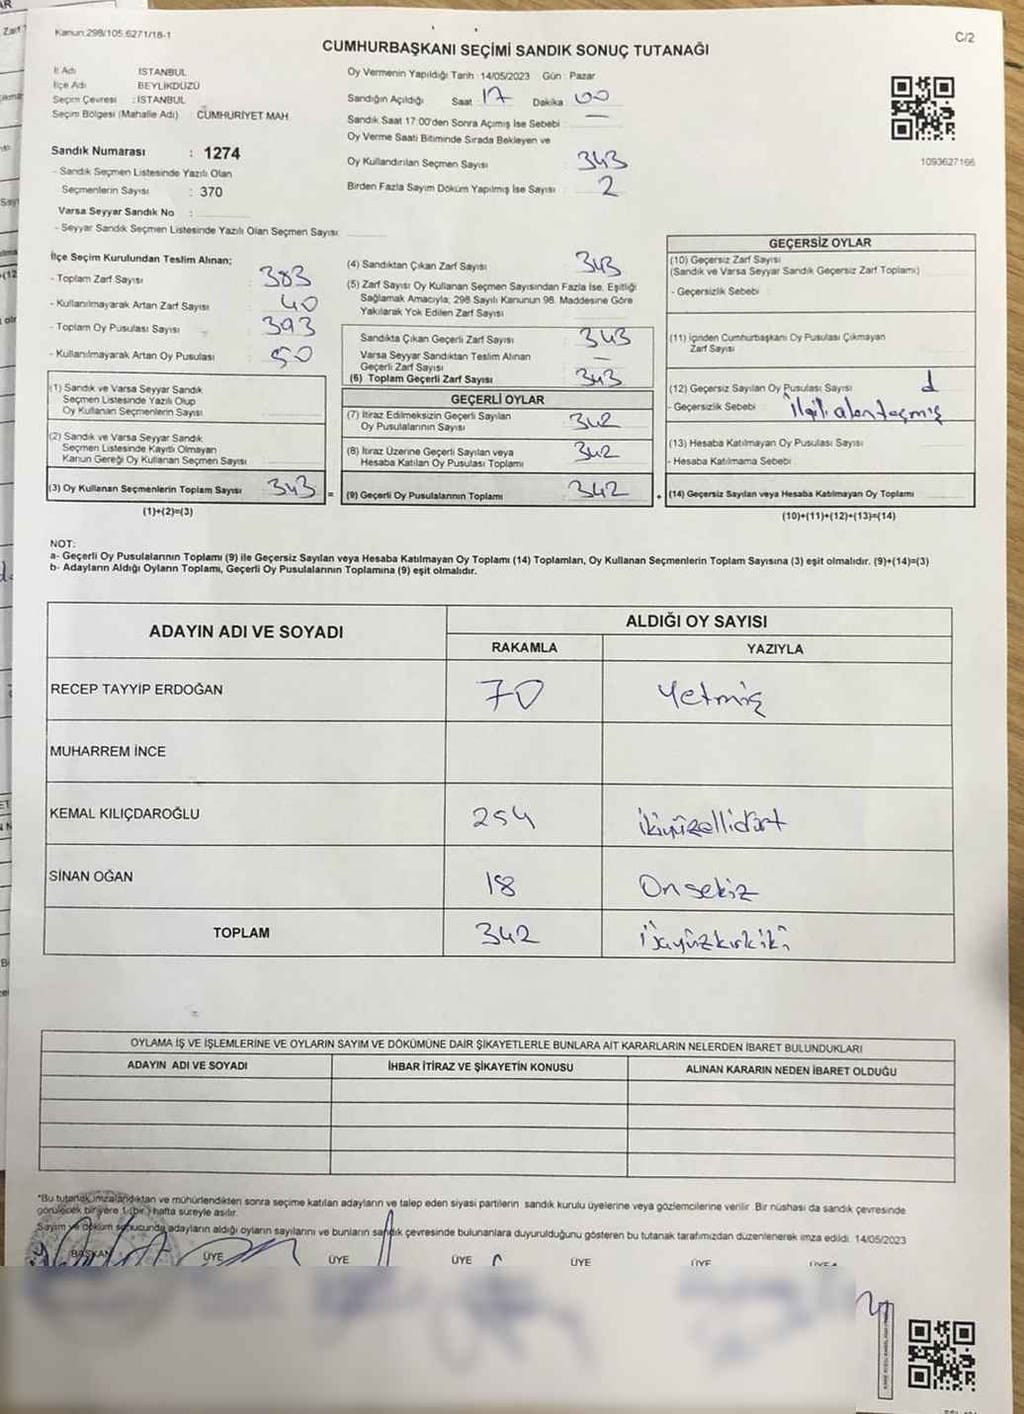 Kanun:298/105,6271/18-1
C/2
CUMHURBAŞKANI SEÇİMİ SANDIK SONUÇ TUTANAĞI
İl Adı İSTANBUL
İlçe Adı BEYLİKDÜZÜ
Seçim Çevresi : İSTANBUL
Seçim Bölgesi (Mahalle Adı) CUMHURİYET MAH.
Sandık Numarası : 1274
- Sandık Seçmen Listesinde Yazılı Olan
Seçmenlerin Sayısı : 370
Varsa Seyyar Sandık No :
- Seyyar Sandık Seçmen Listesinde Yazılı Olan Seçmen Sayısı:
Oy Vermenin Yapıldığı Tarih : 14/05/2023 Gün : Pazar
Sandığın Açıldığı Saat 17 Dakika 00
Sandık Saat 17:00'den Sonra Açımış İse Sebebi : —
Oy Verme Saati Bitiminde Sırada Bekleyen ve
Oy Kullandırılan Seçmen Sayısı 343
Birden Fazla Sayım Döküm Yapılmış İse Sayısı 2
1093627166
İlçe Seçim Kurulundan Teslim Alınan;
- Toplam Zarf Sayısı 383
- Kullanılmayarak Artan Zarf Sayısı 40
- Toplam Oy Pusulası Sayısı 393
- Kullanılmayarak Artan Oy Pusulası 50
(1) Sandık ve Varsa Seyyar Sandık
Seçmen Listesinde Yazılı Olup
Oy Kullanan Seçmenlerin Sayısı
(2) Sandık ve Varsa Seyyar Sandık
Seçmen Listesinde Kayıtlı Olmayan
Kanun Gereği Oy Kullanan Seçmen Sayısı
(3) Oy Kullanan Seçmenlerin Toplam Sayısı 343 =
(1)+(2)=(3)
(4) Sandıktan Çıkan Zarf Sayısı 343
(5) Zarf Sayısı Oy Kullanan Seçmen Sayısından Fazla İse, Eşitliği
Sağlamak Amacıyla; 298 Sayılı Kanunun 98. Maddesine Göre
Yakılarak Yok Edilen Zarf Sayısı
Sandıkta Çıkan Geçerli Zarf Sayısı 343
Varsa Seyyar Sandıktan Teslim Alınan
Geçerli Zarf Sayısı —
(6) Toplam Geçerli Zarf Sayısı 343
GEÇERLİ OYLAR
(7) İtiraz Edilmeksizin Geçerli Sayılan
Oy Pusulalarının Sayısı 342
(8) İtiraz Üzerine Geçerli Sayılan veya
Hesaba Katılan Oy Pusulası Toplamı 342
(9) Geçerli Oy Pusulalarının Toplamı 342 +
GEÇERSİZ OYLAR
(10) Geçersiz Zarf Sayısı
(Sandık ve Varsa Seyyar Sandık Geçersiz Zarf Toplamı)
- Geçersizlik Sebebi
(11) İçinden Cumhurbaşkanı Oy Pusulası Çıkmayan
Zarf Sayısı
(12) Geçersiz Sayılan Oy Pusulası Sayısı
- Geçersizlik Sebebi : ilgili alan taşmış
(13) Hesaba Katılmayan Oy Pusulası Sayısı
- Hesaba Katılmama Sebebi
(14) Geçersiz Sayılan veya Hesaba Katılmayan Oy Toplamı
(10)+(11)+(12)+(13)=(14)
NOT:
a- Geçerli Oy Pusulalarının Toplamı (9) ile Geçersiz Sayılan veya Hesaba Katılmayan Oy Toplamı (14) Toplamları, Oy Kullanan Seçmenlerin Toplam Sayısına (3) eşit olmalıdır. (9)+(14)=(3)
b- Adayların Aldığı Oyların Toplamı, Geçerli Oy Pusulalarının Toplamına (9) eşit olmalıdır.
ADAYIN ADI VE SOYADI ALDIĞI OY SAYISI
RAKAMLA YAZIYLA
RECEP TAYYİP ERDOĞAN 70 Yetmiş
MUHARREM İNCE
KEMAL KILIÇDAROĞLU 254 ikiyüzellidört
SİNAN OĞAN 18 Onsekiz
TOPLAM 342
OYLAMA İŞ VE İŞLEMLERİNE VE OYLARIN SAYIM VE DÖKÜMÜNE DAİR ŞİKAYETLERLE BUNLARA AİT KARARLARIN NELERDEN İBARET BULUNDUKLARI
ADAYIN ADI VE SOYADI İHBAR İTİRAZ VE ŞİKAYETİN KONUSU ALINAN KARARIN NEDEN İBARET OLDUĞU
*Bu tutanak imzalandıktan ve mühürlendikten sonra seçime katılan adayların ve talep eden siyasi partilerin sandık kurulu üyelerine veya gözlemcilerine verilir. Bir nüshası da sandık çevresinde
görülecek bir yere 1 (bir) hafta süreyle asılır.
Sayım ve döküm sonucunda adayların aldığı oyların sayılarını ve bunların sandık çevresinde bulunanlara duyurulduğunu gösteren bu tutanak tarafımızdan düzenlenerek imza edildi. 14/05/2023
BAŞKAN ÜYE ÜYE ÜYE ÜYE ÜYE ÜYE